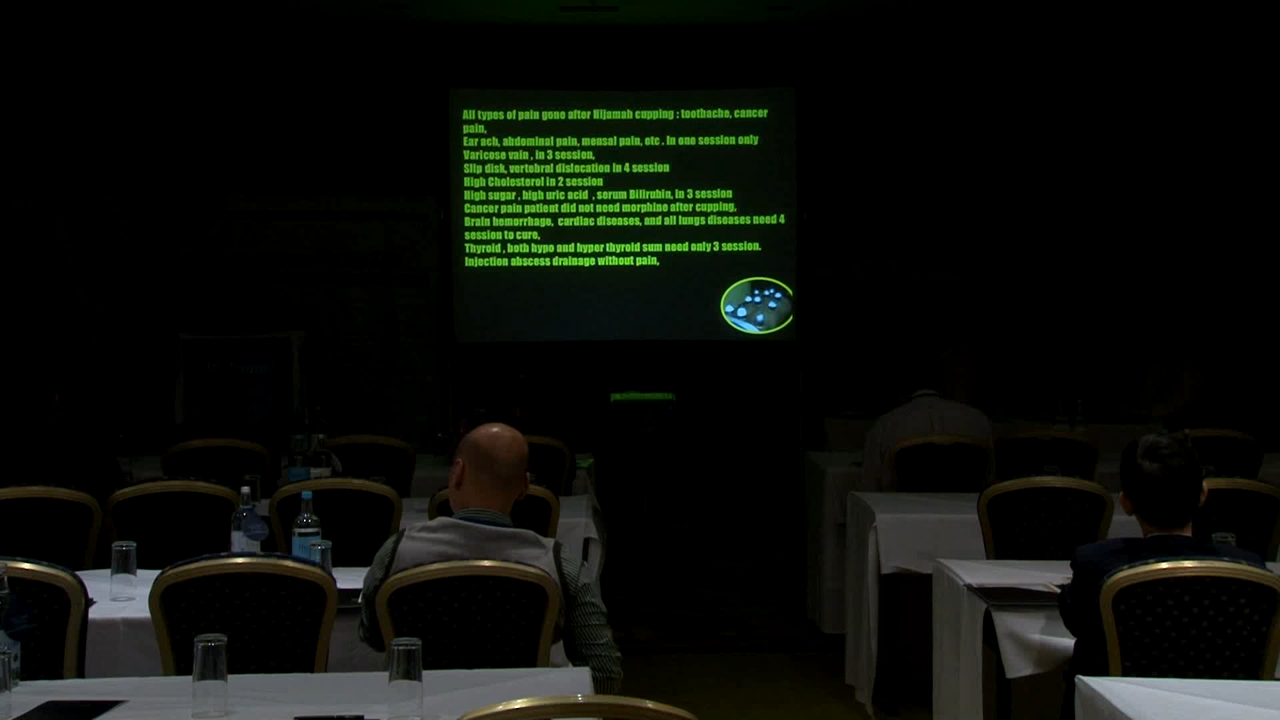 All types of pain gone after Hijamah cupping : toothache, cancer
pain,
Ear ach, abdominal pain, mensal pain, etc . In one session only
Varicose vain , in 3 session,
Slip disk, vertebral dislocation in 4 session
High Cholesterol in 2 session
High sugar , high uric acid , serum Bilirubin, in 3 session
Cancer pain patient did not need morphine after cupping,
Brain hemorrhage, cardiac diseases, and all lungs diseases need 4
session to cure,
Thyroid , both hypo and hyper thyroid sum need only 3 session.
Injection abscess drainage without pain,